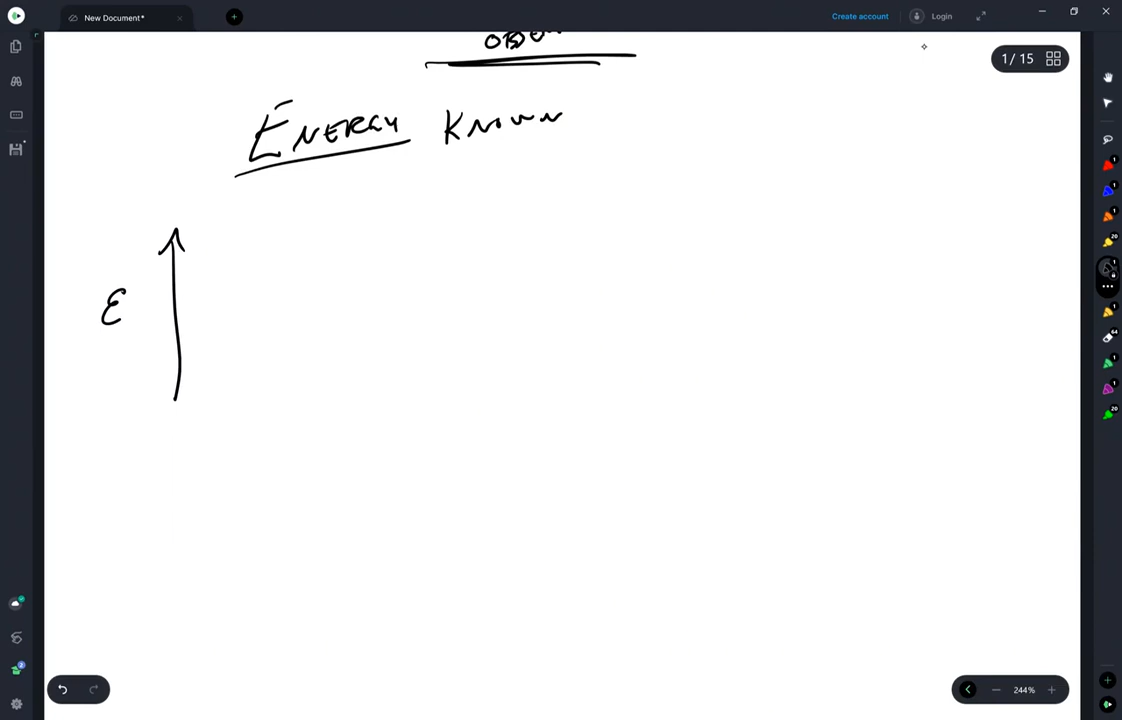 New Document*
Create account
Login
1 / 15
ENERGY Known
E
244%